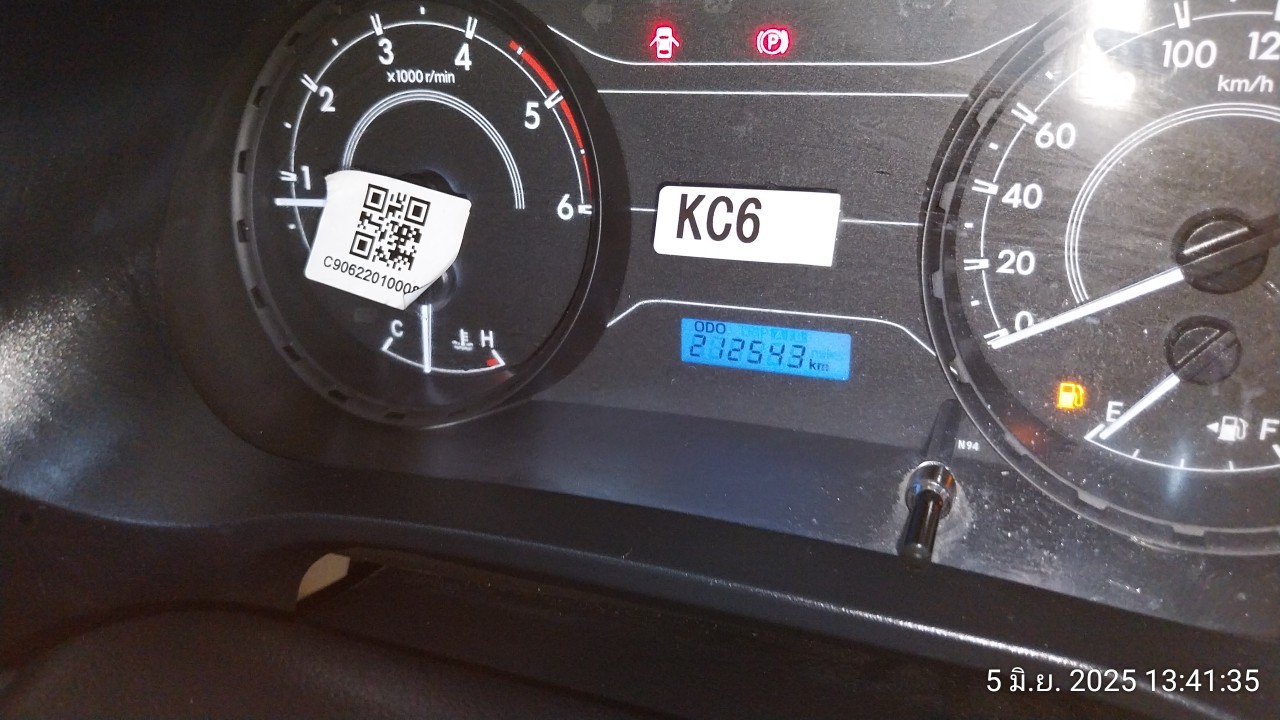 1
2
3
4
5
6
x1000 r/min
C9062201000
C
H
P
KC6
ODO
212543 km
0
20
40
60
100
km/h
E
F
N94
5 มิ.ย. 2025 13:41:35